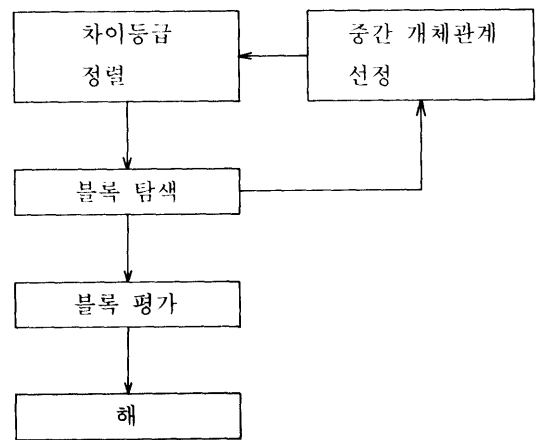 차이등급
정렬
중간 개체관계
선정
블록 탐색
블록 평가
해